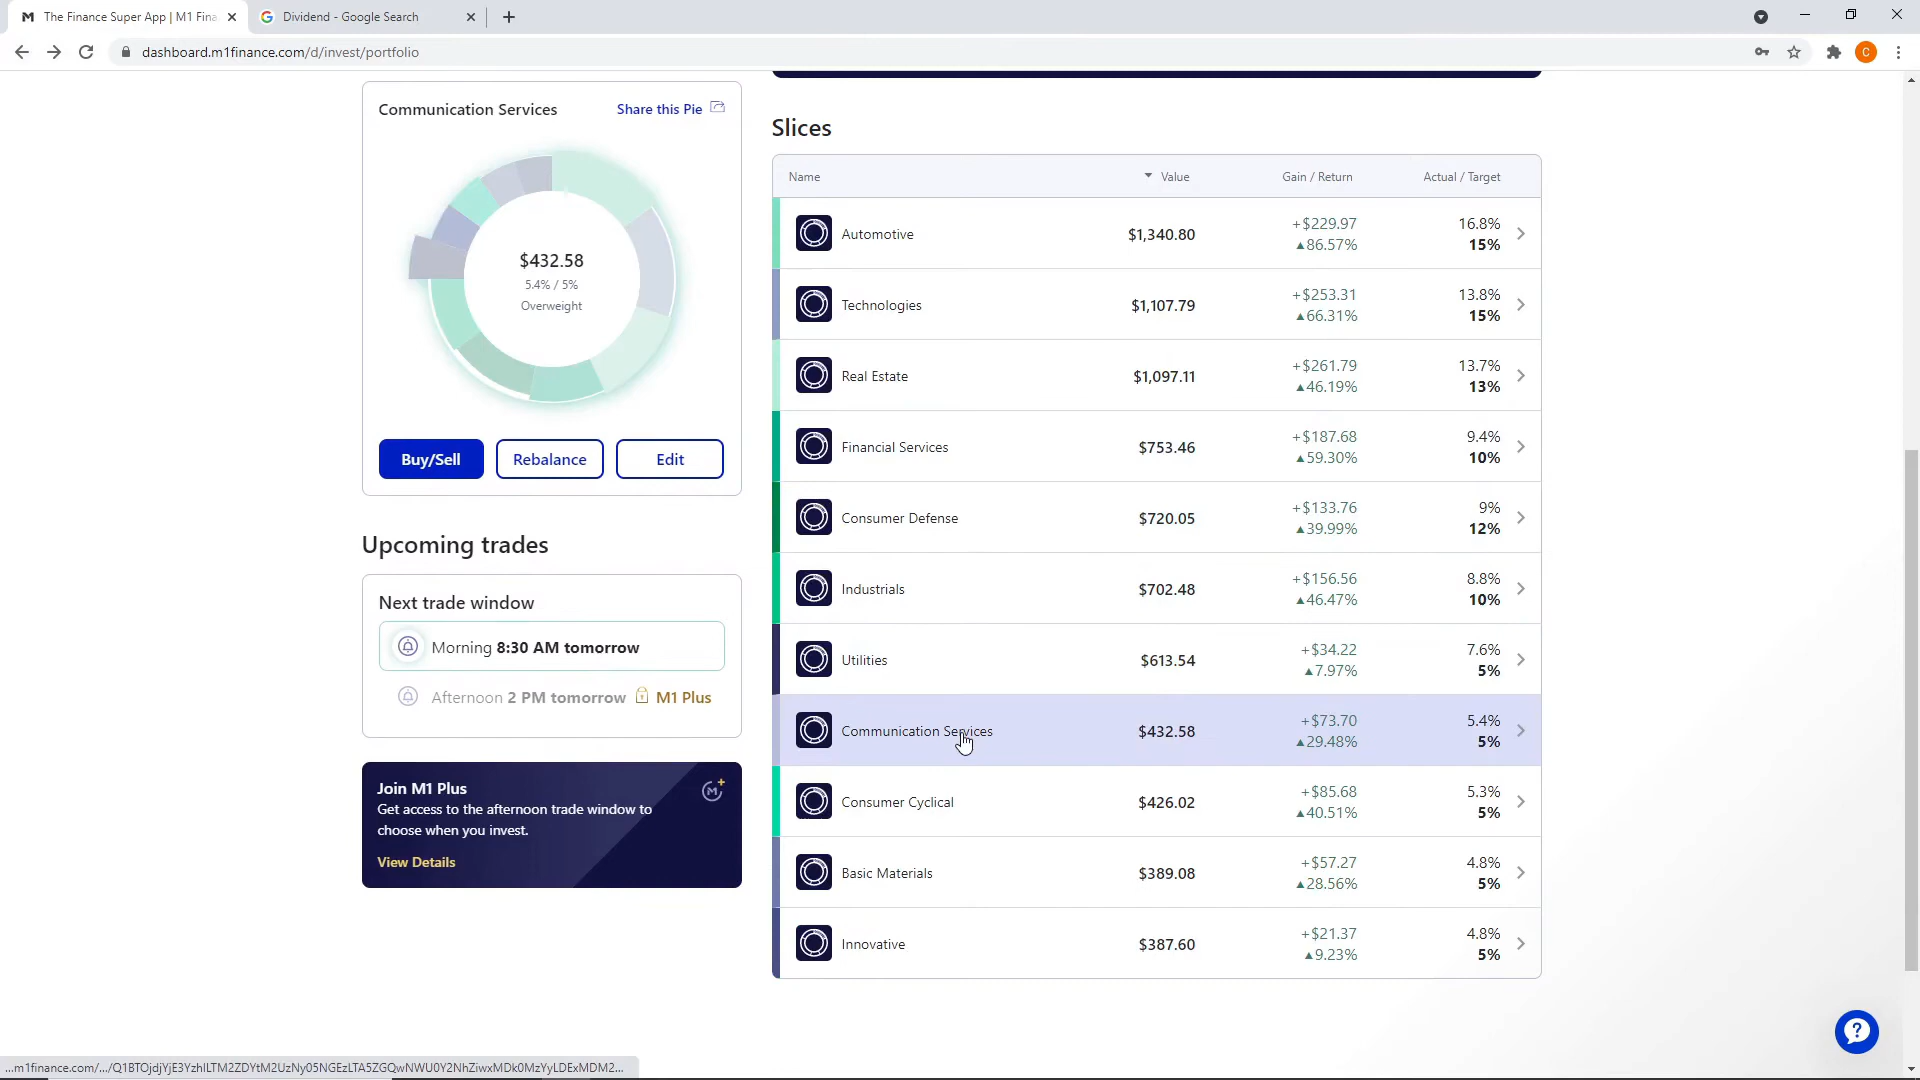 The Finance Super App | M1 Fina
Dividend - Google Search
dashboard.m1finance.com/d/invest/portfolio
C
Communication Services
Share this Pie
$432.58
5.4% / 5%
Overweight
Buy/Sell
Rebalance
Edit
Upcoming trades
Next trade window
Morning 8:30 AM tomorrow
Afternoon 2 PM tomorrow M1 Plus
Join M1 Plus
Get access to the afternoon trade window to
choose when you invest.
View Details
Slices
Name Value Gain / Return Actual / Target
Automotive $1,340.80 +$229.97 16.8%
▲86.57% 15%
Technologies $1,107.79 +$253.31 13.8%
▲66.31% 15%
Real Estate $1,097.11 +$261.79 13.7%
▲46.19% 13%
Financial Services $753.46 +$187.68 9.4%
▲59.30% 10%
Consumer Defense $720.05 +$133.76 9%
▲39.99% 12%
Industrials $702.48 +$156.56 8.8%
▲46.47% 10%
Utilities $613.54 +$34.22 7.6%
▲7.97% 5%
Communication Services $432.58 +$73.70 5.4%
▲29.48% 5%
Consumer Cyclical $426.02 +$85.68 5.3%
▲40.51% 5%
Basic Materials $389.08 +$57.27 4.8%
▲28.56% 5%
Innovative $387.60 +$21.37 4.8%
▲9.23% 5%